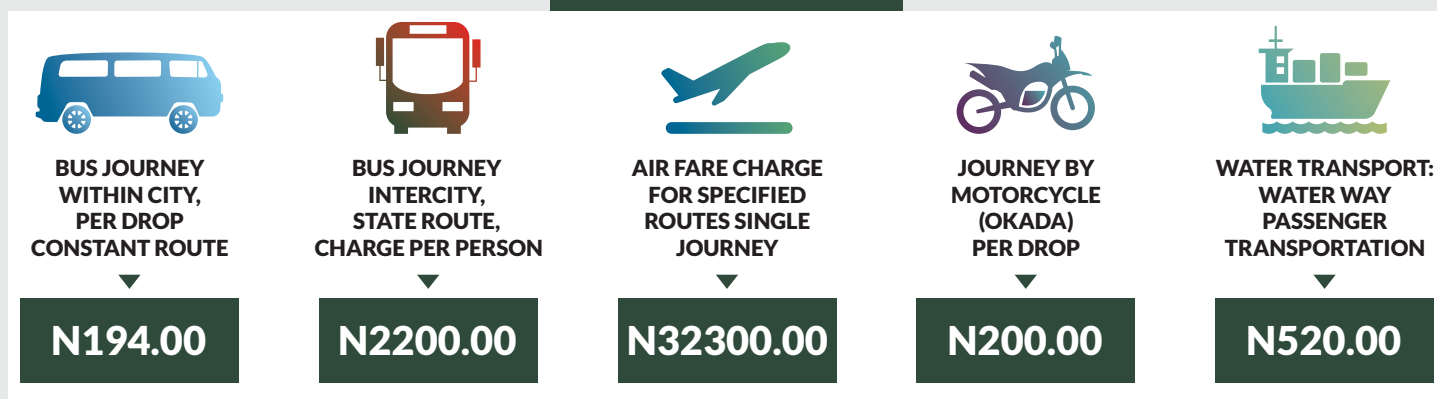 BUS JOURNEY
WITHIN CITY,
PER DROP
CONSTANT ROUTE
N194.00
BUS JOURNEY
INTERCITY,
STATE ROUTE,
CHARGE PER PERSON
N2200.00
AIR FARE CHARGE
FOR SPECIFIED
ROUTES SINGLE
JOURNEY
N32300.00
JOURNEY BY
MOTORCYCLE
(OKADA)
PER DROP
N200.00
WATER TRANSPORT:
WATER WAY
PASSENGER
TRANSPORTATION
N520.00